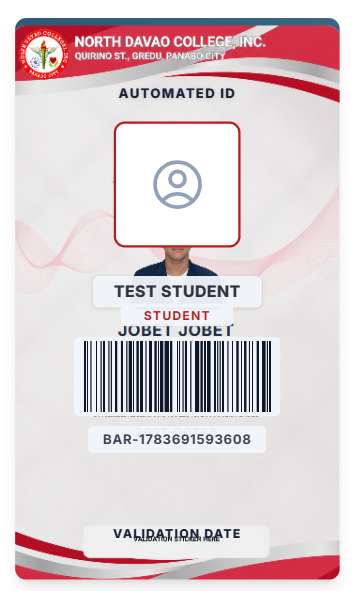 NORTH DAVAO COLLEGE, INC.
QUIRINO ST., GREDU, PANABO CITY
AUTOMATED ID
TEST STUDENT
STUDENT
JOBET JOBET
BAR-1783691593608
VALIDATION DATE
VALIDATION STICKER HERE